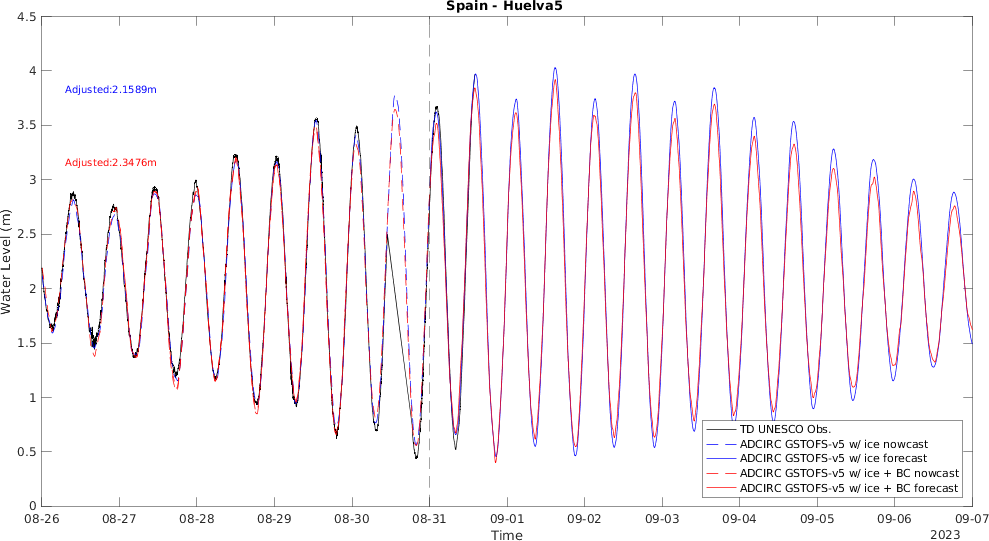 Spain - Huelva5
4.5
4
3.5
3
2.5
2
1.5
1
0.5
0
Water Level (m)
Adjusted:2.1589m
Adjusted:2.3476m
TD UNESCO Obs.
ADCIRC GSTOFS-v5 w/ ice nowcast
ADCIRC GSTOFS-v5 w/ ice forecast
ADCIRC GSTOFS-v5 w/ ice + BC nowcast
ADCIRC GSTOFS-v5 w/ ice + BC forecast
08-26 08-27 08-28 08-29 08-30 08-31 09-01 09-02 09-03 09-04 09-05 09-06 09-07
Time
2023